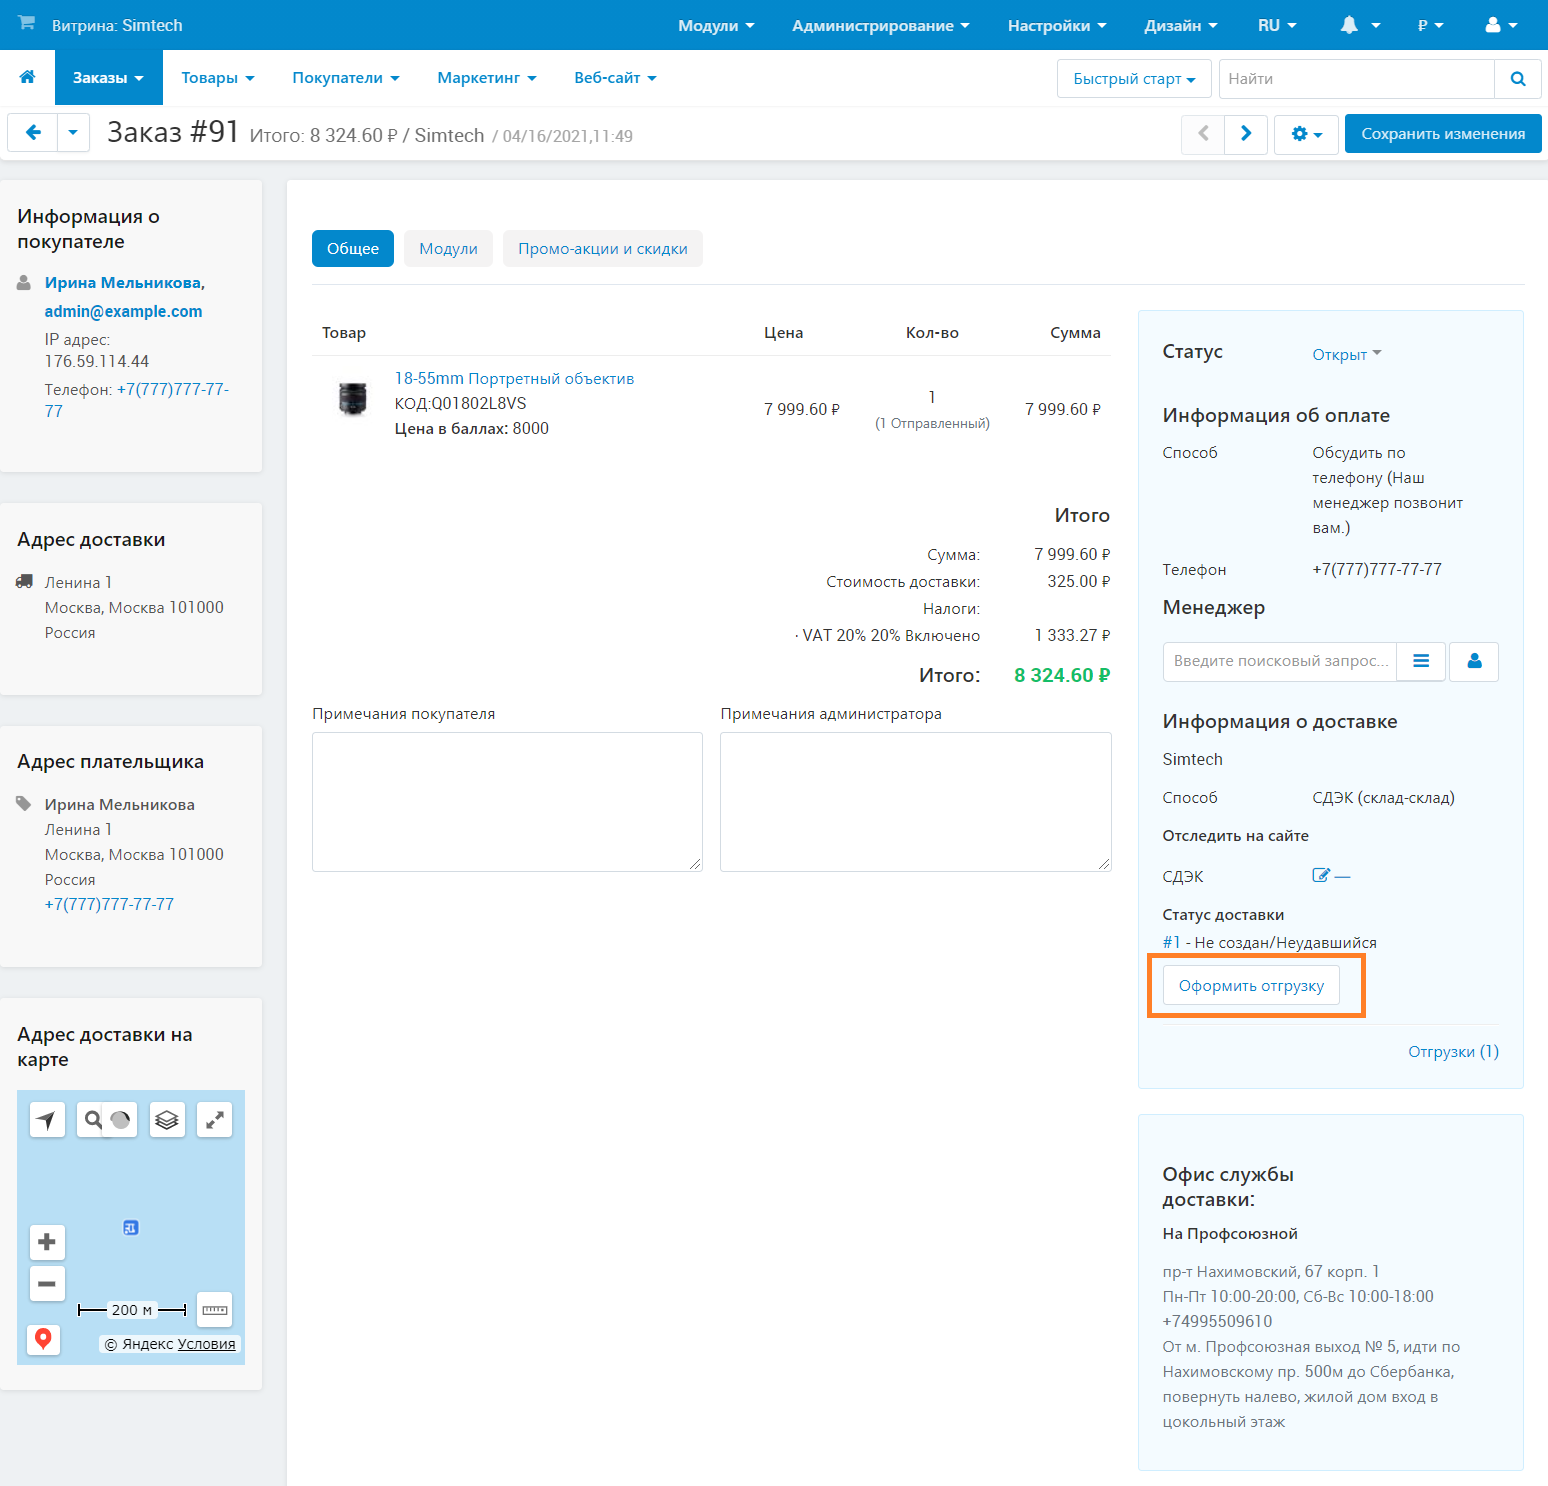 Витрина: Simtech
Модули
Администрирование
Настройки
Дизайн
RU
₽
Заказы
Товары
Покупатели
Маркетинг
Веб-сайт
Быстрый старт
Найти
Заказ #91 Итого: 8 324.60 ₽ / Simtech / 04/16/2021,11:49
Сохранить изменения
Информация о
покупателе
Ирина Мельникова,
admin@example.com
IP адрес:
176.59.114.44
Телефон: +7(777)777-77-
77
Адрес доставки
Ленина 1
Москва, Москва 101000
Россия
Адрес плательщика
Ирина Мельникова
Ленина 1
Москва, Москва 101000
Россия
+7(777)777-77-77
Адрес доставки на
карте
200 м
© Яндекс Условия
Общее
Модули
Промо-акции и скидки
Товар Цена Кол-во Сумма
18-55mm Портретный объектив
КОД:Q01802L8VS
Цена в баллах: 8000
7 999.60 ₽
1
(1 Отправленный)
7 999.60 ₽
Итого
Сумма: 7 999.60 ₽
Стоимость доставки: 325.00 ₽
Налоги:
· VAT 20% 20% Включено 1 333.27 ₽
Итого: 8 324.60 ₽
Примечания покупателя
Примечания администратора
Статус Открыт
Информация об оплате
Способ Обсудить по
телефону (Наш
менеджер позвонит
вам.)
Телефон +7(777)777-77-77
Менеджер
Введите поисковый запрос...
Информация о доставке
Simtech
Способ СДЭК (склад-склад)
Отследить на сайте
СДЭК —
Статус доставки
#1 - Не создан/Неудавшийся
Оформить отгрузку
Отгрузки (1)
Офис службы
доставки:
На Профсоюзной
пр-т Нахимовский, 67 корп. 1
Пн-Пт 10:00-20:00, Сб-Вс 10:00-18:00
+74995509610
От м. Профсоюзная выход № 5, идти по
Нахимовскому пр. 500м до Сбербанка,
повернуть налево, жилой дом вход в
цокольный этаж